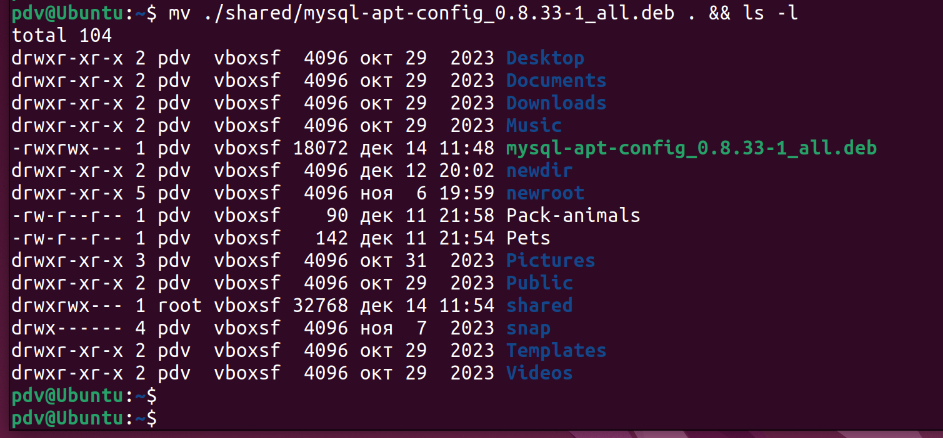 pdv@Ubuntu:~$ mv ./shared/mysql-apt-config_0.8.33-1_all.deb . && ls -l
total 104
drwxr-xr-x 2 pdv  vboxsf  4096 окт 29  2023 Desktop
drwxr-xr-x 2 pdv  vboxsf  4096 окт 29  2023 Documents
drwxr-xr-x 2 pdv  vboxsf  4096 окт 29  2023 Downloads
drwxr-xr-x 2 pdv  vboxsf  4096 окт 29  2023 Music
-rwxrwx--- 1 pdv  vboxsf 18072 дек 14 11:48 mysql-apt-config_0.8.33-1_all.deb
drwxr-xr-x 2 pdv  vboxsf  4096 дек 12 20:02 newdir
drwxr-xr-x 5 pdv  vboxsf  4096 ноя  6 19:59 newroot
-rw-r--r-- 1 pdv  vboxsf    90 дек 11 21:58 Pack-animals
-rw-r--r-- 1 pdv  vboxsf   142 дек 11 21:54 Pets
drwxr-xr-x 3 pdv  vboxsf  4096 окт 31  2023 Pictures
drwxr-xr-x 2 pdv  vboxsf  4096 окт 29  2023 Public
drwxrwx--- 1 root vboxsf 32768 дек 14 11:54 shared
drwx------ 4 pdv  vboxsf  4096 ноя  7  2023 snap
drwxr-xr-x 2 pdv  vboxsf  4096 окт 29  2023 Templates
drwxr-xr-x 2 pdv  vboxsf  4096 окт 29  2023 Videos
pdv@Ubuntu:~$
pdv@Ubuntu:~$